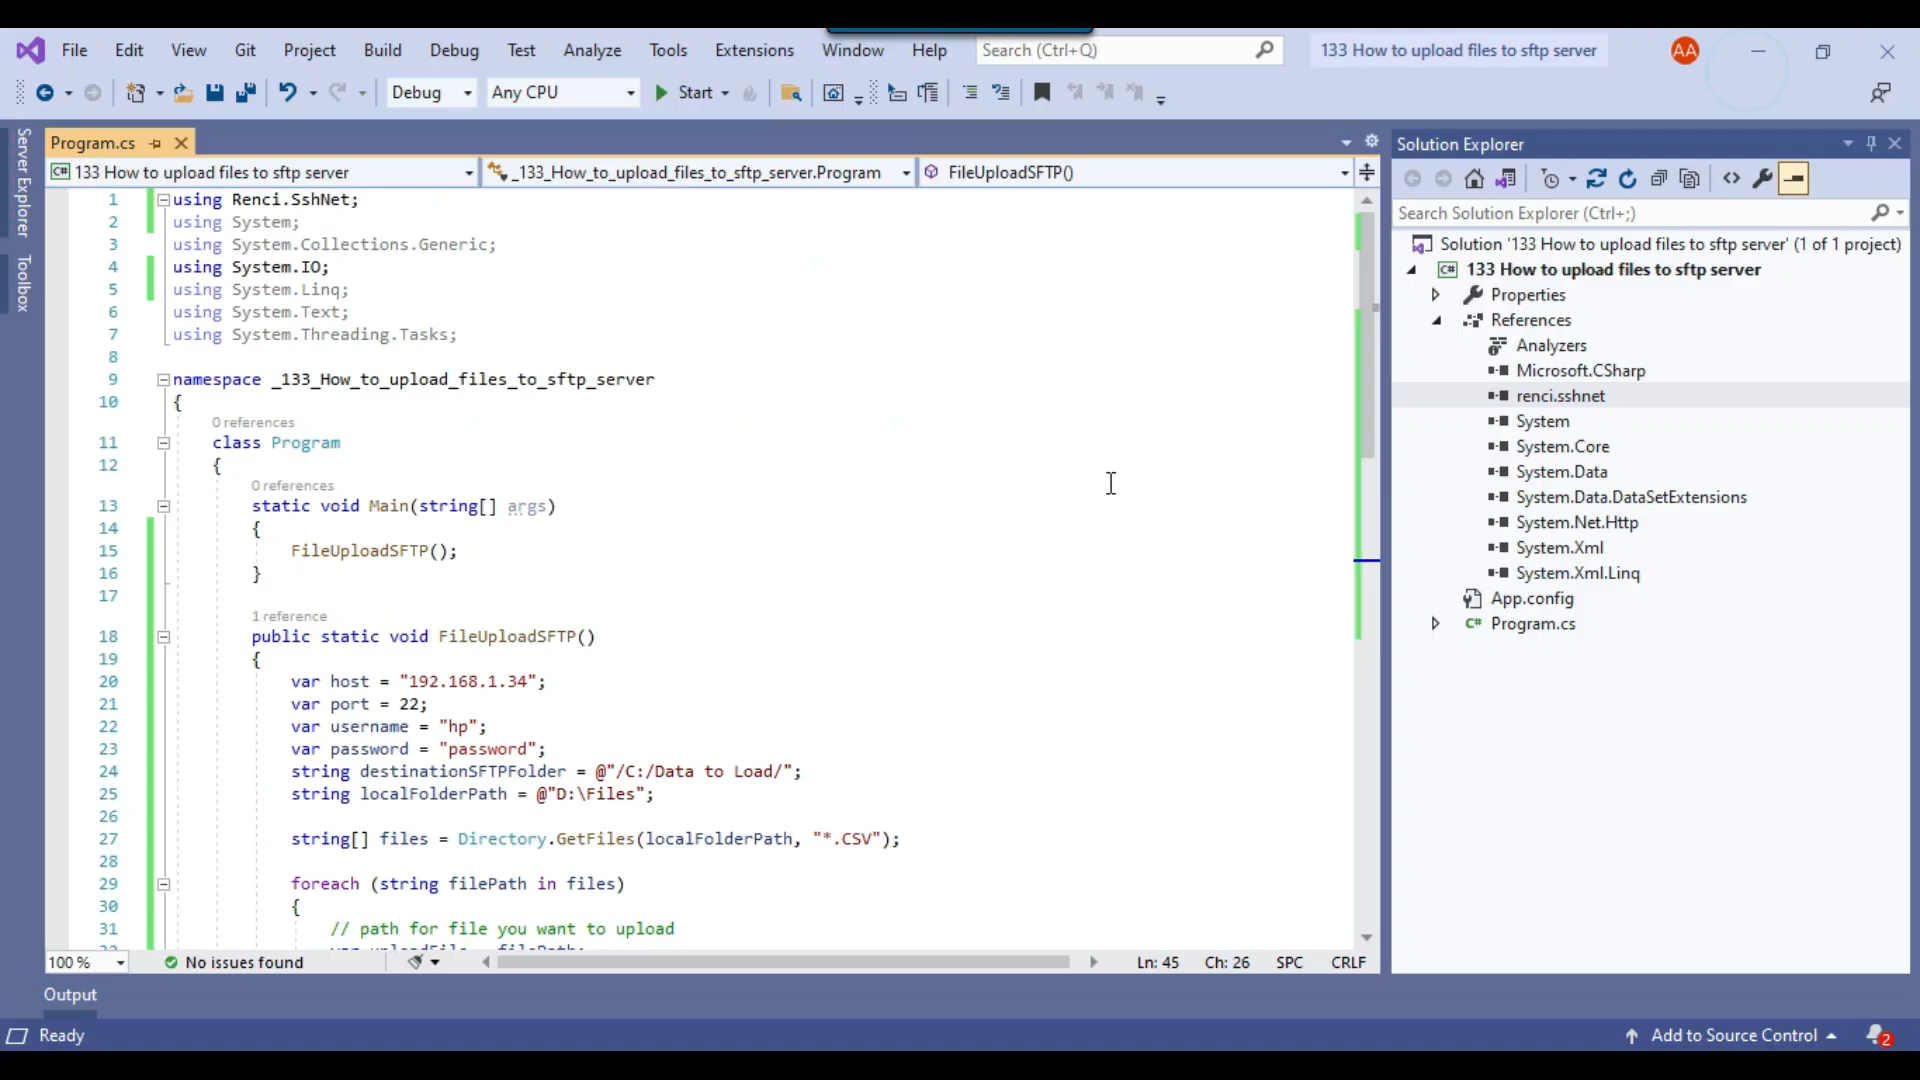 File Edit View Git Project Build Debug Test Analyze Tools Extensions Window Help Search (Ctrl+Q) 133 How to upload files to sftp server AA
Debug Any CPU Start
Server Explorer
Toolbox
Program.cs
133 How to upload files to sftp server _133_How_to_upload_files_to_sftp_server.Program FileUploadSFTP()
1 using Renci.SshNet;
2 using System;
3 using System.Collections.Generic;
4 using System.IO;
5 using System.Linq;
6 using System.Text;
7 using System.Threading.Tasks;
8
9 namespace _133_How_to_upload_files_to_sftp_server
10 {
0 references
11 class Program
12 {
0 references
13 static void Main(string[] args)
14 {
15 FileUploadSFTP();
16 }
17
1 reference
18 public static void FileUploadSFTP()
19 {
20 var host = "192.168.1.34";
21 var port = 22;
22 var username = "hp";
23 var password = "password";
24 string destinationSFTPFolder = @"/C:/Data to Load/";
25 string localFolderPath = @"D:\Files";
26
27 string[] files = Directory.GetFiles(localFolderPath, "*.CSV");
28
29 foreach (string filePath in files)
30 {
31 // path for file you want to upload
100 % No issues found Ln: 45 Ch: 26 SPC CRLF
Solution Explorer
Search Solution Explorer (Ctrl+;)
Solution '133 How to upload files to sftp server' (1 of 1 project)
C# 133 How to upload files to sftp server
Properties
References
Analyzers
Microsoft.CSharp
renci.sshnet
System
System.Core
System.Data
System.Data.DataSetExtensions
System.Net.Http
System.Xml
System.Xml.Linq
App.config
C# Program.cs
Output
Ready Add to Source Control 2